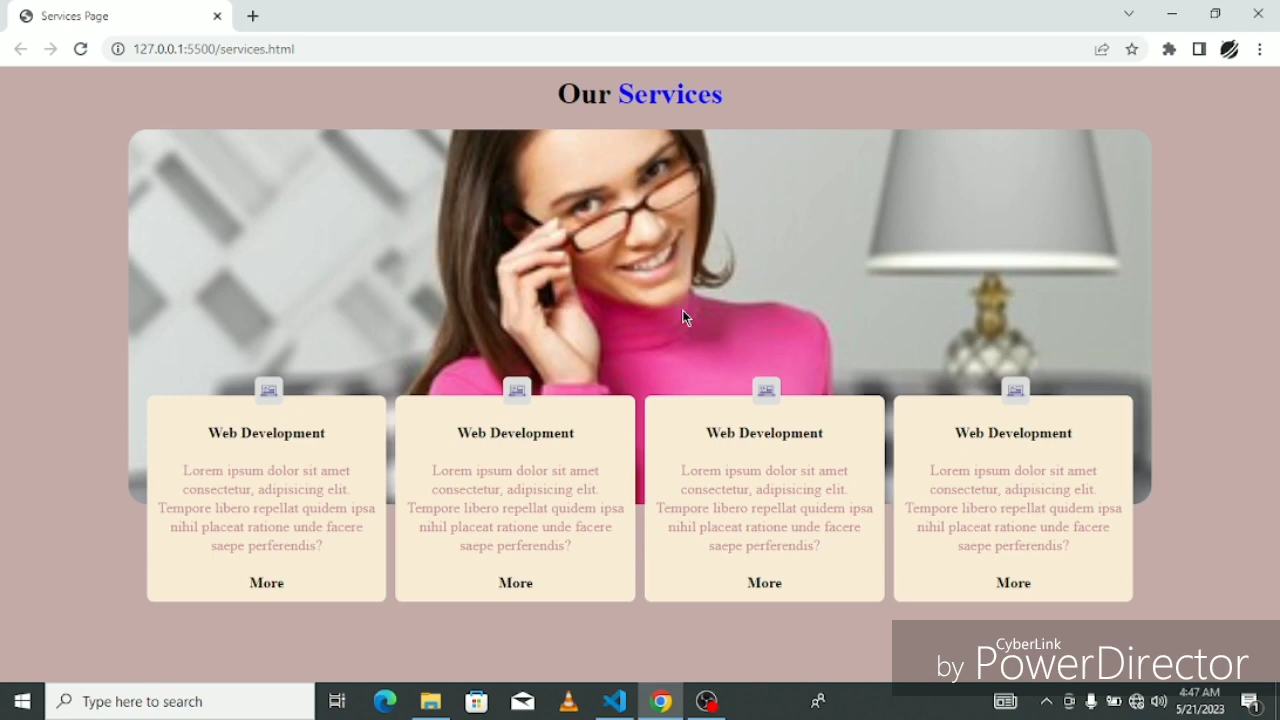 Services Page
127.0.0.1:5500/services.html
Our Services
Web Development
Lorem ipsum dolor sit amet
consectetur, adipisicing elit.
Tempore libero repellat quidem ipsa
nihil placeat ratione unde facere
saepe perferendis?
More
Web Development
Lorem ipsum dolor sit amet
consectetur, adipisicing elit.
Tempore libero repellat quidem ipsa
nihil placeat ratione unde facere
saepe perferendis?
More
Web Development
Lorem ipsum dolor sit amet
consectetur, adipisicing elit.
Tempore libero repellat quidem ipsa
nihil placeat ratione unde facere
saepe perferendis?
More
Web Development
Lorem ipsum dolor sit amet
consectetur, adipisicing elit.
Tempore libero repellat quidem ipsa
nihil placeat ratione unde facere
saepe perferendis?
More
CyberLink
by PowerDirector
Type here to search
4:47 AM
5/21/2023
1